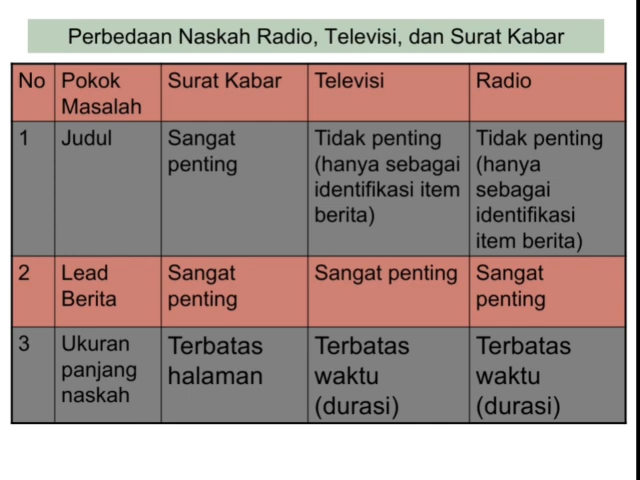 Perbedaan Naskah Radio, Televisi, dan Surat Kabar
No Pokok Masalah Surat Kabar Televisi Radio
1 Judul Sangat penting Tidak penting (hanya sebagai identifikasi item berita) Tidak penting (hanya sebagai identifikasi item berita)
2 Lead Berita Sangat penting Sangat penting Sangat penting
3 Ukuran panjang naskah Terbatas halaman Terbatas waktu (durasi) Terbatas waktu (durasi)